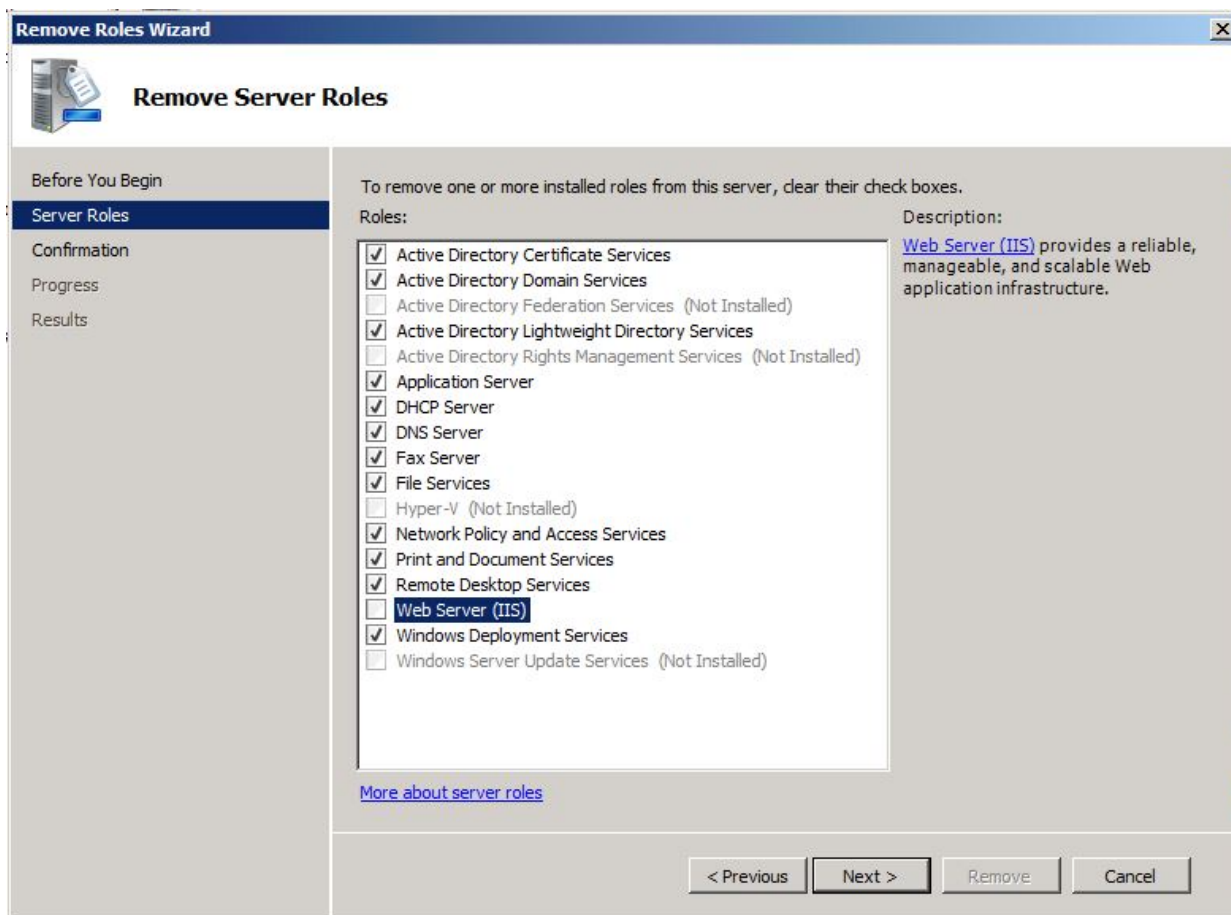 Remove Roles Wizard
Remove Server Roles
Before You Begin
Server Roles
Confirmation
Progress
Results
To remove one or more installed roles from this server, clear their check boxes.
Roles:
Active Directory Certificate Services
Active Directory Domain Services
Active Directory Federation Services (Not Installed)
Active Directory Lightweight Directory Services
Active Directory Rights Management Services (Not Installed)
Application Server
DHCP Server
DNS Server
Fax Server
File Services
Hyper-V (Not Installed)
Network Policy and Access Services
Print and Document Services
Remote Desktop Services
Web Server (IIS)
Windows Deployment Services
Windows Server Update Services (Not Installed)
More about server roles
Description:
Web Server (IIS) provides a reliable,
manageable, and scalable Web
application infrastructure.
< Previous
Next >
Remove
Cancel